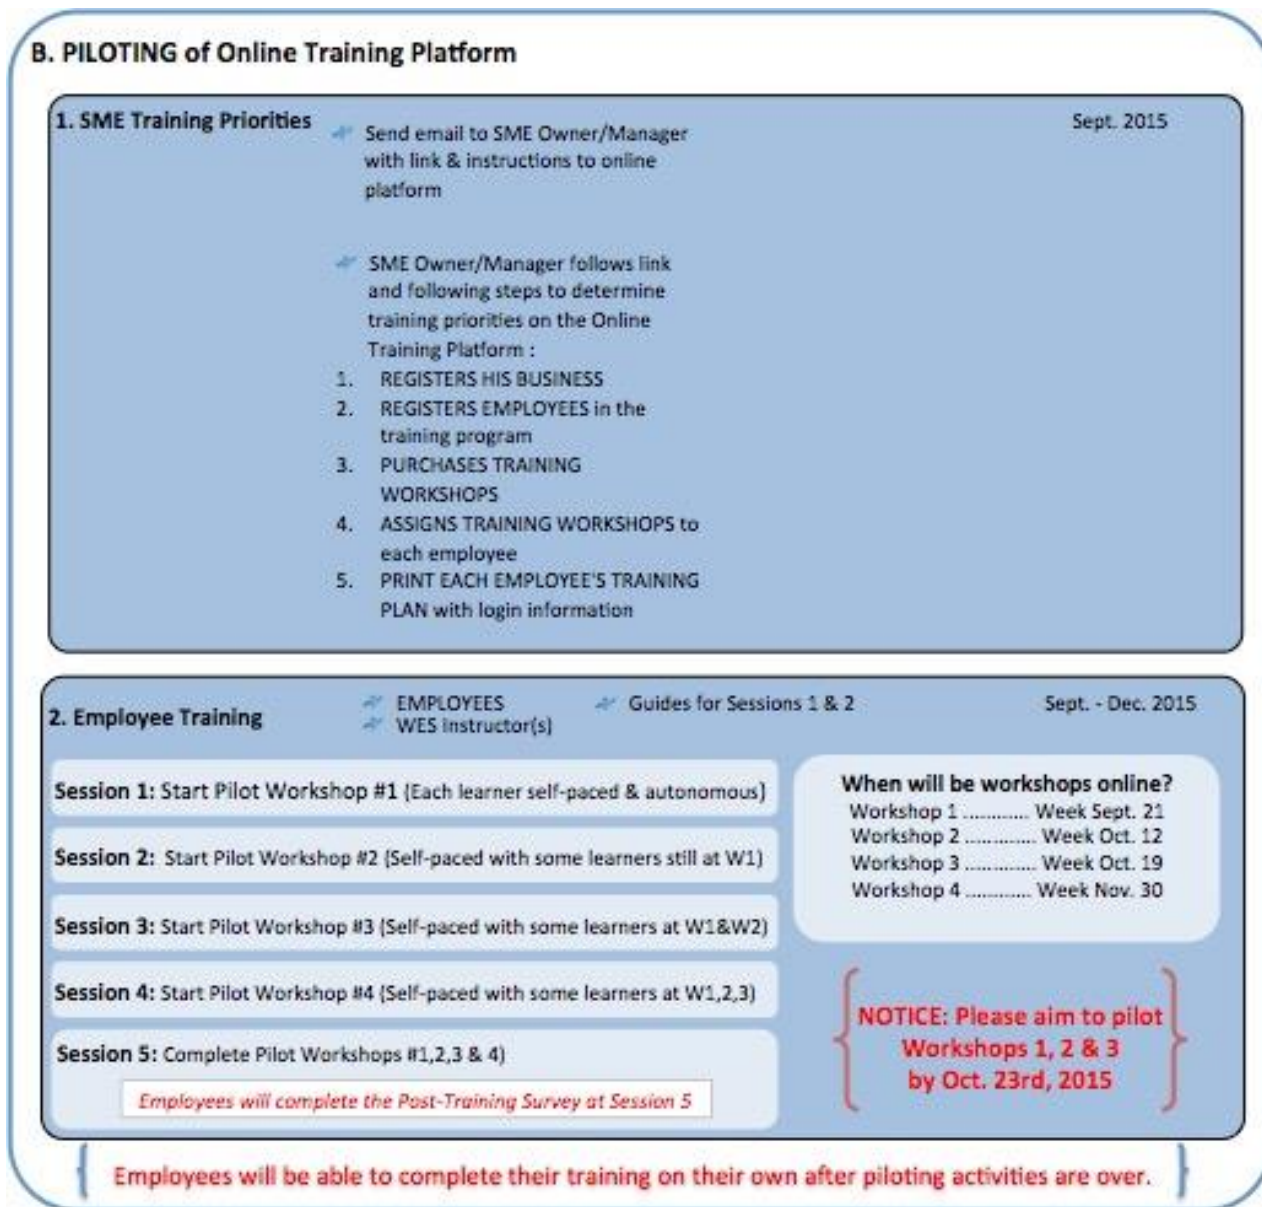 B. PILOTING of Online Training Platform
1. SME Training Priorities
Send email to SME Owner/Manager
with link & instructions to online
platform
Sept. 2015
SME Owner/Manager follows link
and following steps to determine
training priorities on the Online
Training Platform :
1. REGISTERS HIS BUSINESS
2. REGISTERS EMPLOYEES in the
training program
3. PURCHASES TRAINING
WORKSHOPS
4. ASSIGNS TRAINING WORKSHOPS to
each employee
5. PRINT EACH EMPLOYEE'S TRAINING
PLAN with login information
2. Employee Training
EMPLOYEES
WES Instructor(s)
Guides for Sessions 1 & 2
Sept. - Dec. 2015
Session 1: Start Pilot Workshop #1 (Each learner self-paced & autonomous)
Session 2: Start Pilot Workshop #2 (Self-paced with some learners still at W1)
Session 3: Start Pilot Workshop #3 (Self-paced with some learners at W1&W2)
Session 4: Start Pilot Workshop #4 (Self-paced with some learners at W1,2,3)
Session 5: Complete Pilot Workshops #1,2,3 & 4)
Employees will complete the Post-Training Survey at Session 5
When will be workshops online?
Workshop 1 ............ Week Sept. 21
Workshop 2 ............. Week Oct. 12
Workshop 3 ............. Week Oct. 19
Workshop 4 ............ Week Nov. 30
NOTICE: Please aim to pilot
Workshops 1, 2 & 3
by Oct. 23rd, 2015
Employees will be able to complete their training on their own after piloting activities are over.